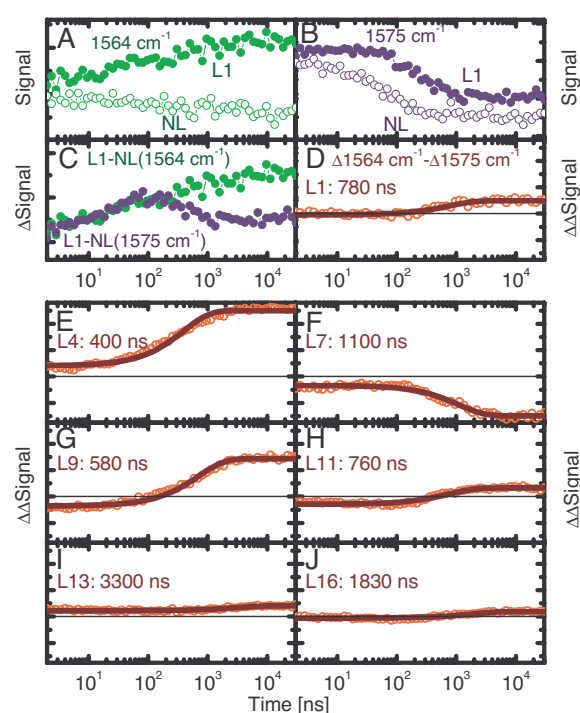 A
1564 cm⁻¹
L1
NL
Signal
B
1575 cm⁻¹
L1
NL
Signal
C
L1-NL(1564 cm⁻¹)
L1-NL(1575 cm⁻¹)
ΔSignal
D
Δ1564 cm⁻¹-Δ1575 cm⁻¹
L1: 780 ns
ΔΔSignal
10¹ 10² 10³ 10⁴ 10¹ 10² 10³ 10⁴
E
L4: 400 ns
F
L7: 1100 ns
G
L9: 580 ns
H
L11: 760 ns
ΔΔSignal
ΔΔSignal
I
L13: 3300 ns
J
L16: 1830 ns
10¹ 10² 10³ 10⁴ 10¹ 10² 10³ 10⁴
Time [ns] Time [ns]